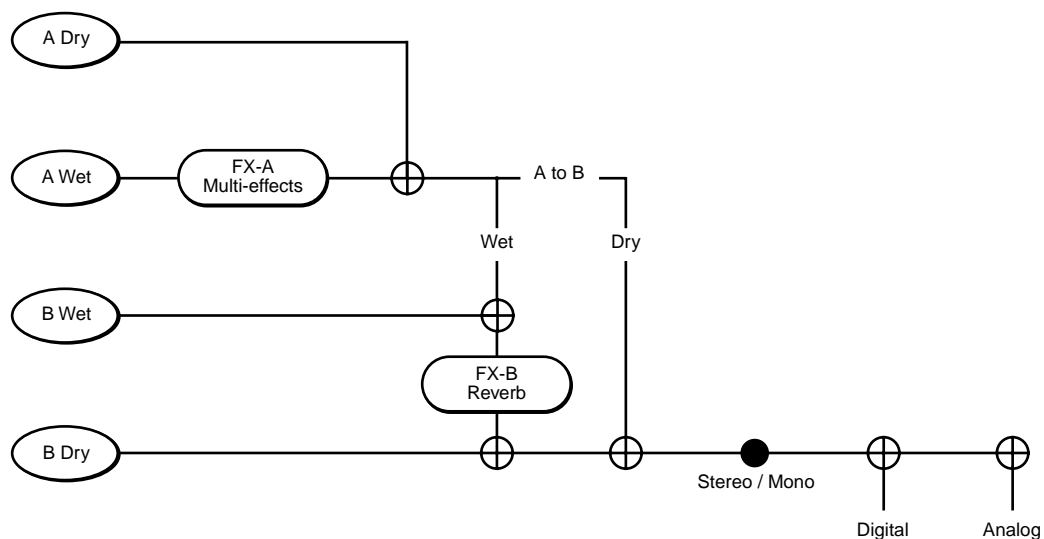 A Dry
A Wet
FX-A
Multi-effects
A to B
Wet
Dry
B Wet
FX-B
Reverb
B Dry
Stereo / Mono
Digital
Analog